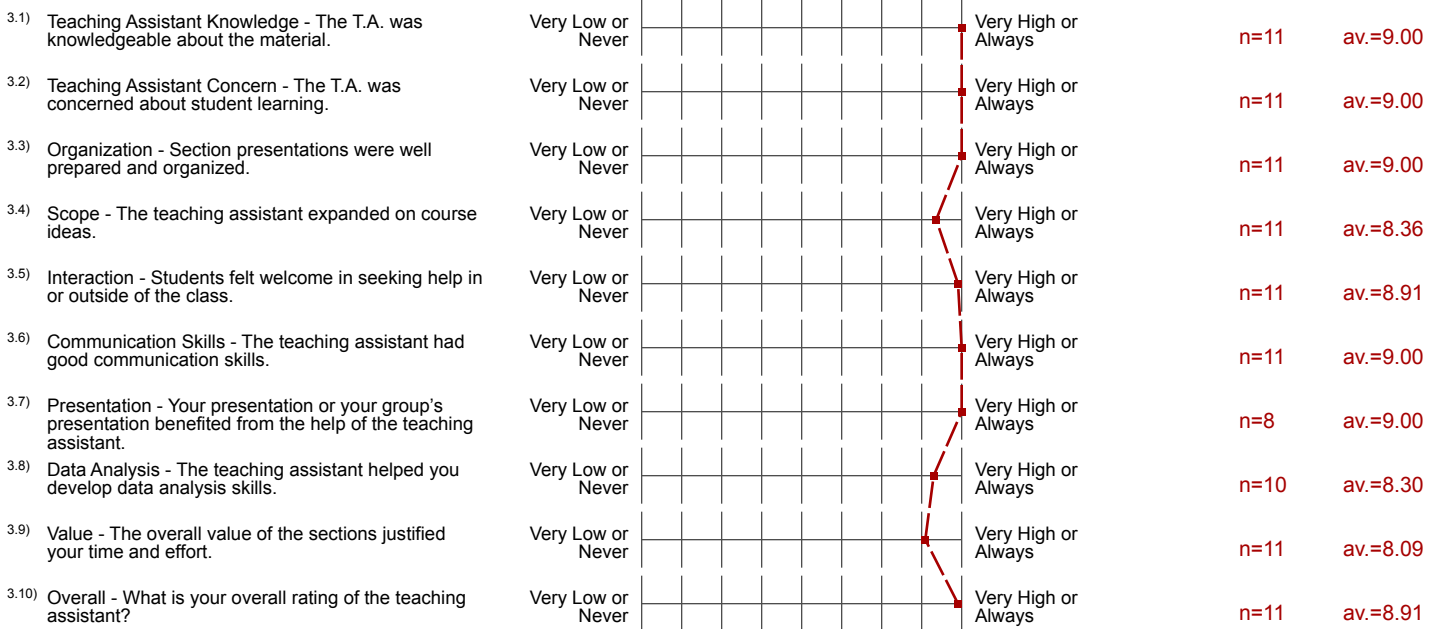 3.1) Teaching Assistant Knowledge - The T.A. was knowledgeable about the material. Very Low or Never Very High or Always n=11 av.=9.00
3.2) Teaching Assistant Concern - The T.A. was concerned about student learning. Very Low or Never Very High or Always n=11 av.=9.00
3.3) Organization - Section presentations were well prepared and organized. Very Low or Never Very High or Always n=11 av.=9.00
3.4) Scope - The teaching assistant expanded on course ideas. Very Low or Never Very High or Always n=11 av.=8.36
3.5) Interaction - Students felt welcome in seeking help in or outside of the class. Very Low or Never Very High or Always n=11 av.=8.91
3.6) Communication Skills - The teaching assistant had good communication skills. Very Low or Never Very High or Always n=11 av.=9.00
3.7) Presentation - Your presentation or your group's presentation benefited from the help of the teaching assistant. Very Low or Never Very High or Always n=8 av.=9.00
3.8) Data Analysis - The teaching assistant helped you develop data analysis skills. Very Low or Never Very High or Always n=10 av.=8.30
3.9) Value - The overall value of the sections justified your time and effort. Very Low or Never Very High or Always n=11 av.=8.09
3.10) Overall - What is your overall rating of the teaching assistant? Very Low or Never Very High or Always n=11 av.=8.91